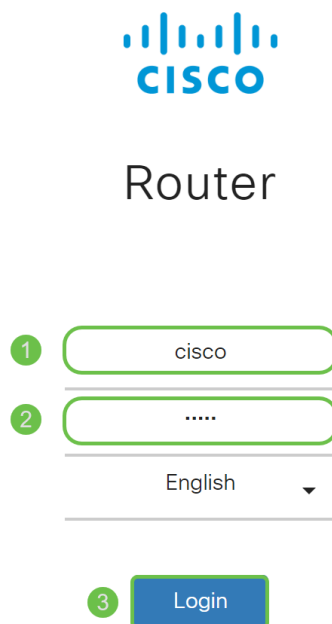 CISCO
Router
1
cisco
2
•••••
English
3
Login